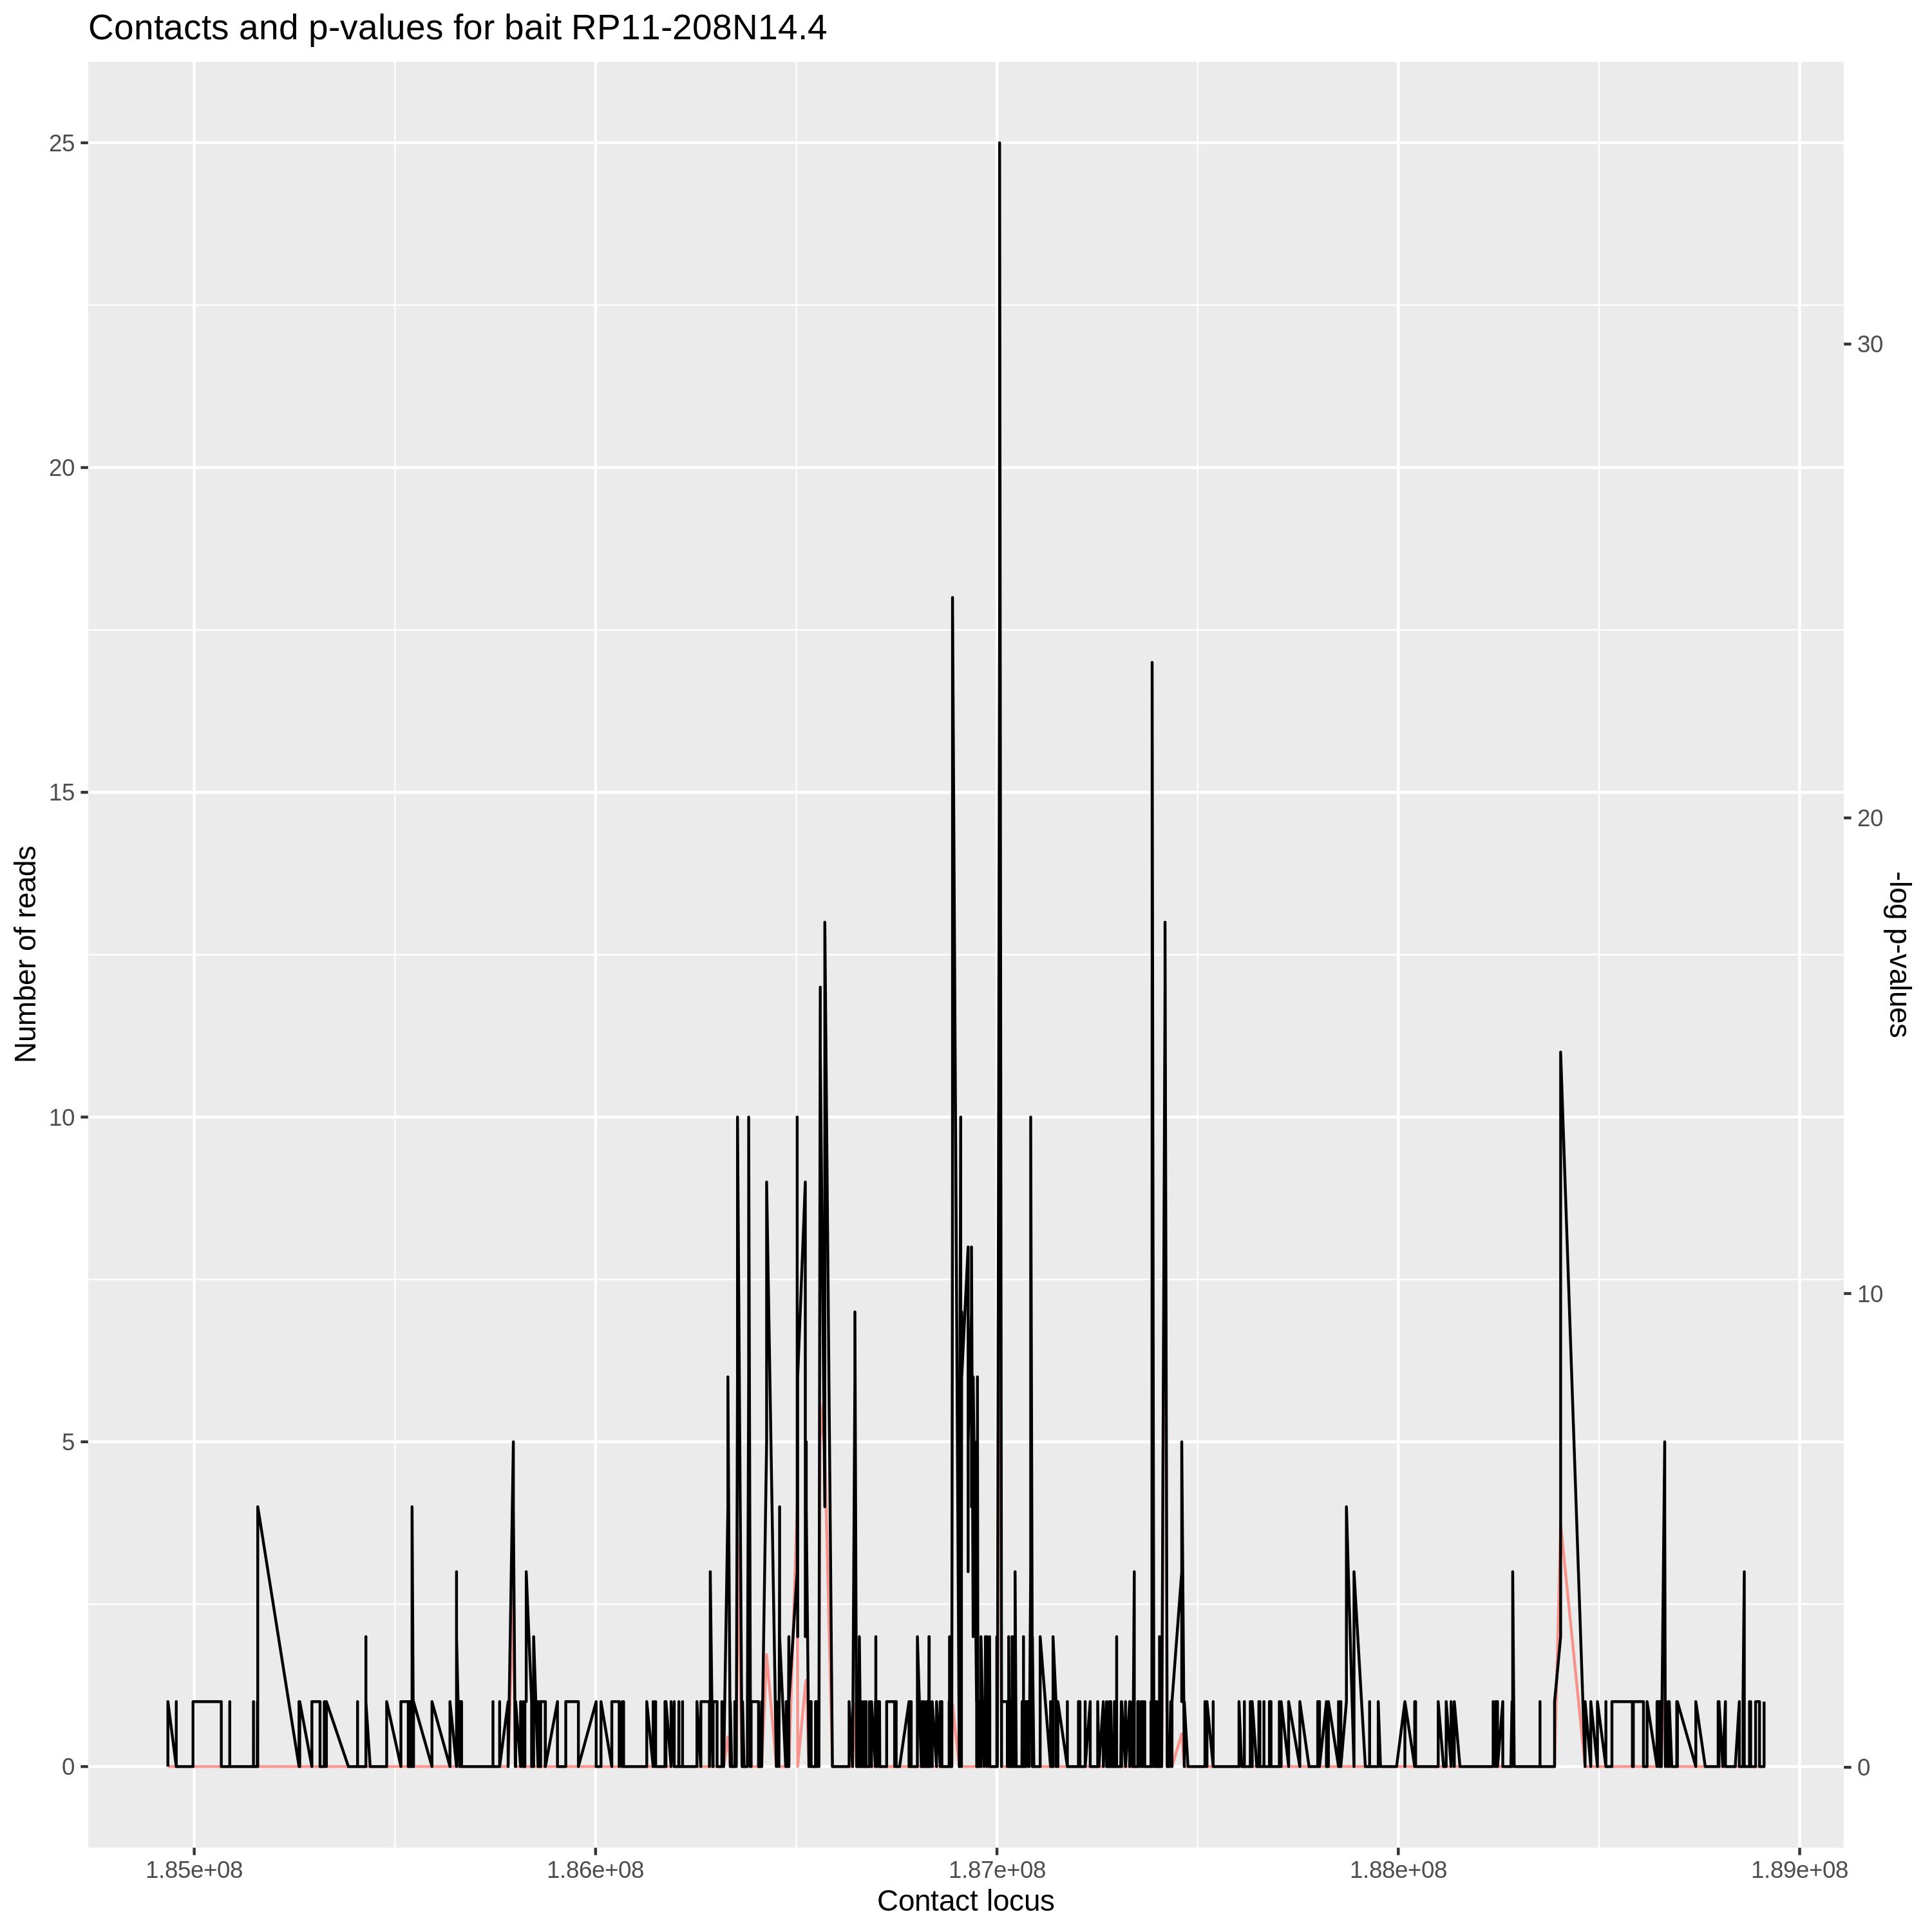 Contacts and p-values for bait RP11-208N14.4
25
20
15
10
5
0
Number of reads
30
20
10
0
-log p-values
1.85e+08 1.86e+08 1.87e+08 1.88e+08 1.89e+08
Contact locus